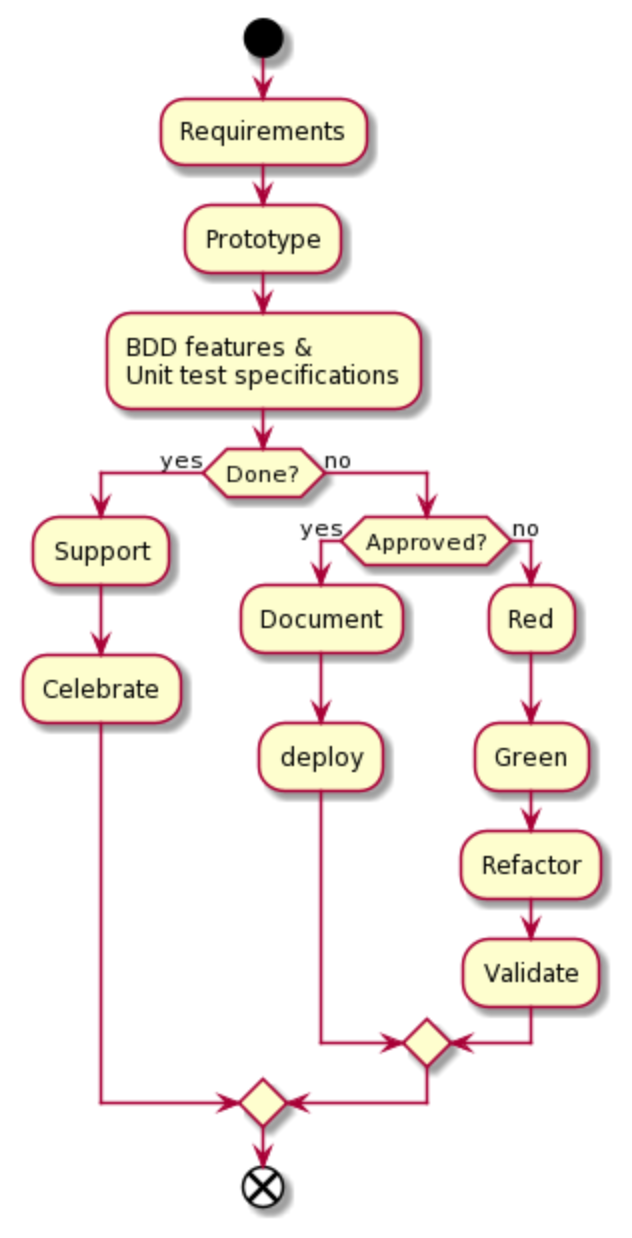 Requirements
Prototype
BDD features &
Unit test specifications
yes
Done?
no
Support
Celebrate
yes
Approved?
no
Document
deploy
Red
Green
Refactor
Validate